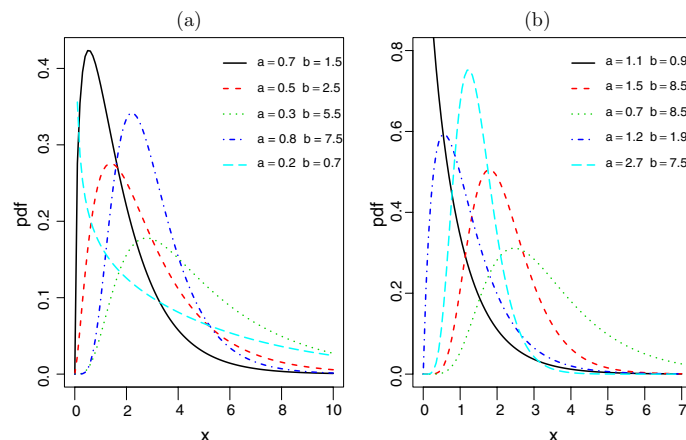 (a)
pdf
0.0
0.1
0.2
0.3
0.4
0
2
4
6
8
10
x
a = 0.7 b = 1.5
a = 0.5 b = 2.5
a = 0.3 b = 5.5
a = 0.8 b = 7.5
a = 0.2 b = 0.7
(b)
pdf
0.0
0.2
0.4
0.6
0.8
0
1
2
3
4
5
6
7
x
a = 1.1 b = 0.9
a = 1.5 b = 8.5
a = 0.7 b = 8.5
a = 1.2 b = 1.9
a = 2.7 b = 7.5